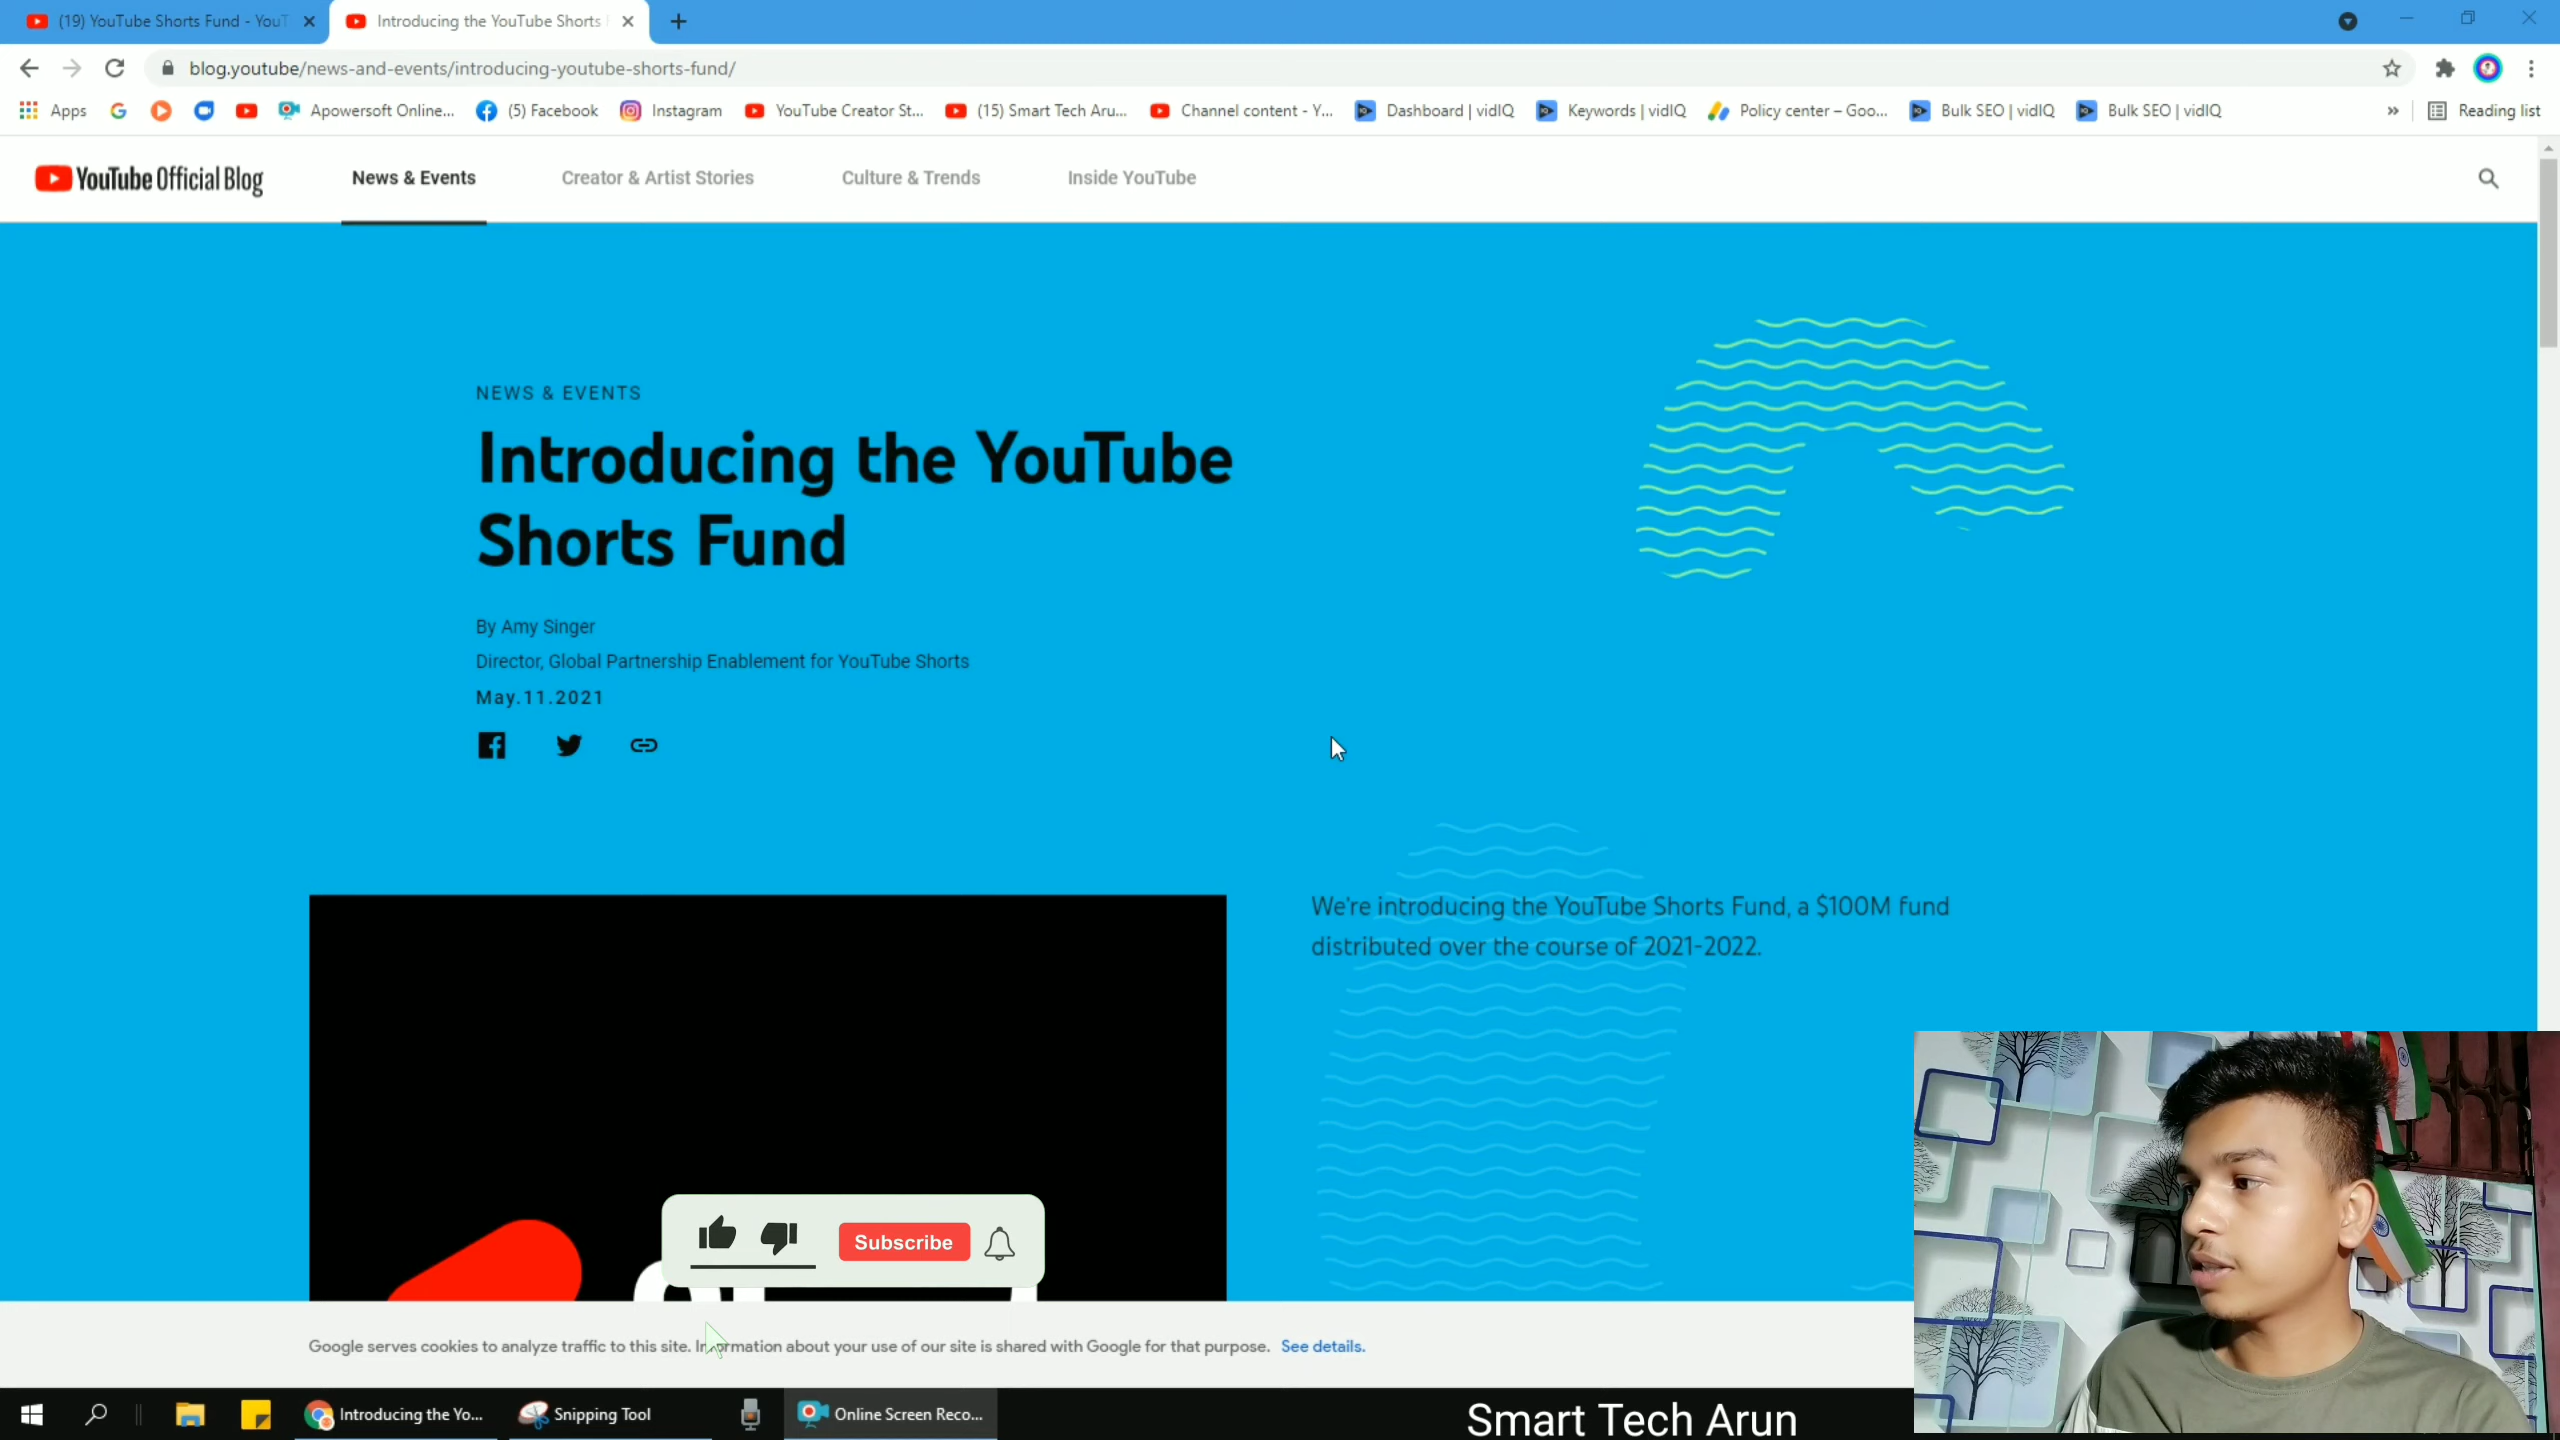 (19) YouTube Shorts Fund - YouT
Introducing the YouTube Shorts
blog.youtube/news-and-events/introducing-youtube-shorts-fund/
Apps
Apowersoft Online...
(5) Facebook
Instagram
YouTube Creator St...
(15) Smart Tech Aru...
Channel content - Y...
Dashboard | vidIQ
Keywords | vidIQ
Policy center – Goo...
Bulk SEO | vidIQ
Bulk SEO | vidIQ
»
Reading list
YouTube Official Blog
News & Events
Creator & Artist Stories
Culture & Trends
Inside YouTube
NEWS & EVENTS
Introducing the YouTube
Shorts Fund
By Amy Singer
Director, Global Partnership Enablement for YouTube Shorts
May.11.2021
We're introducing the YouTube Shorts Fund, a $100M fund
distributed over the course of 2021-2022.
Subscribe
Google serves cookies to analyze traffic to this site. Information about your use of our site is shared with Google for that purpose. See details.
Introducing the Yo...
Snipping Tool
Online Screen Reco...
Smart Tech Arun